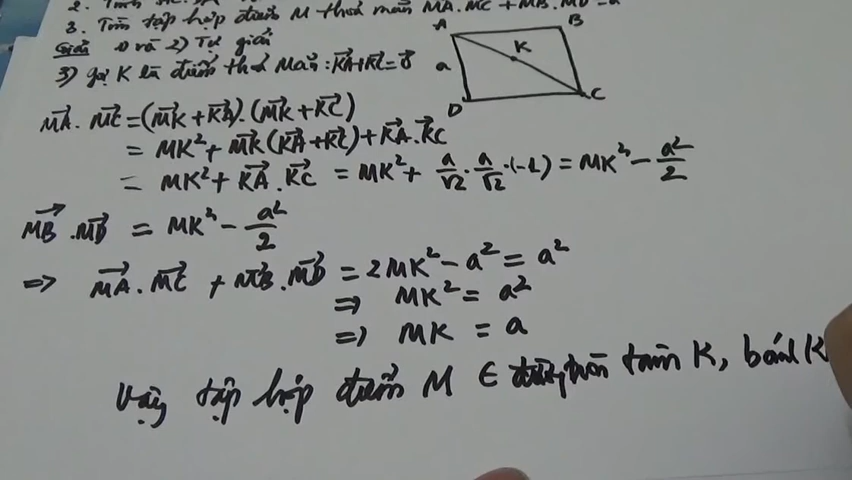 3. Tìm tập hợp điểm M thoả mãn MA.MC + MB.MD = a
Giải 1) và 2) Tự giải
3) gọi K là điểm thoả mãn: KA+KC=0
A B
K
a
D C
MA.MC=(MK+KA).(MK+KC)
= MK²+MK(KA+KC)+KA.KC
= MK²+KA.KC = MK²+ a/√2 . a/√2 .(-1) = MK² - a²/2
MB.MD = MK² - a²/2
=> MA.MC + MB.MD = 2MK² - a² = a²
=> MK² = a²
=> MK = a
Vậy tập hợp điểm M ∈ đường tròn tâm K, bán k